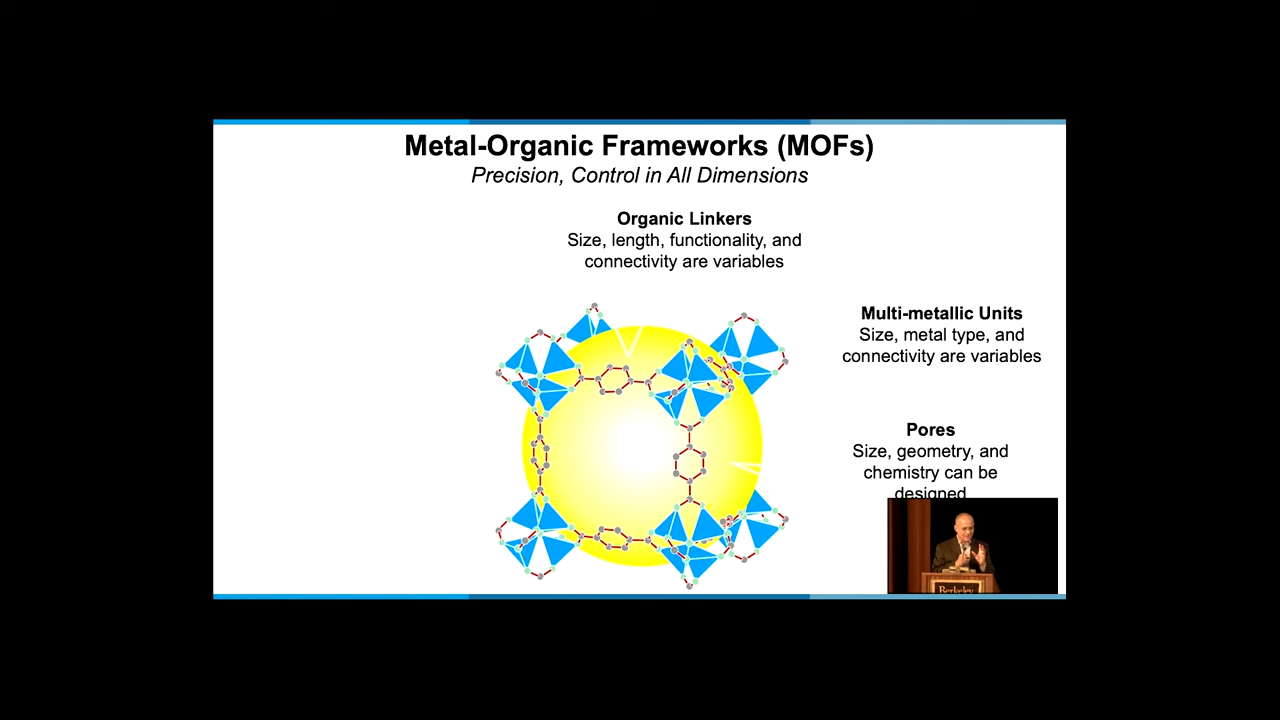 Metal-Organic Frameworks (MOFs)
Precision, Control in All Dimensions
Organic Linkers
Size, length, functionality, and
connectivity are variables
Multi-metallic Units
Size, metal type, and
connectivity are variables
Pores
Size, geometry, and
chemistry can be
designed
Berkeley